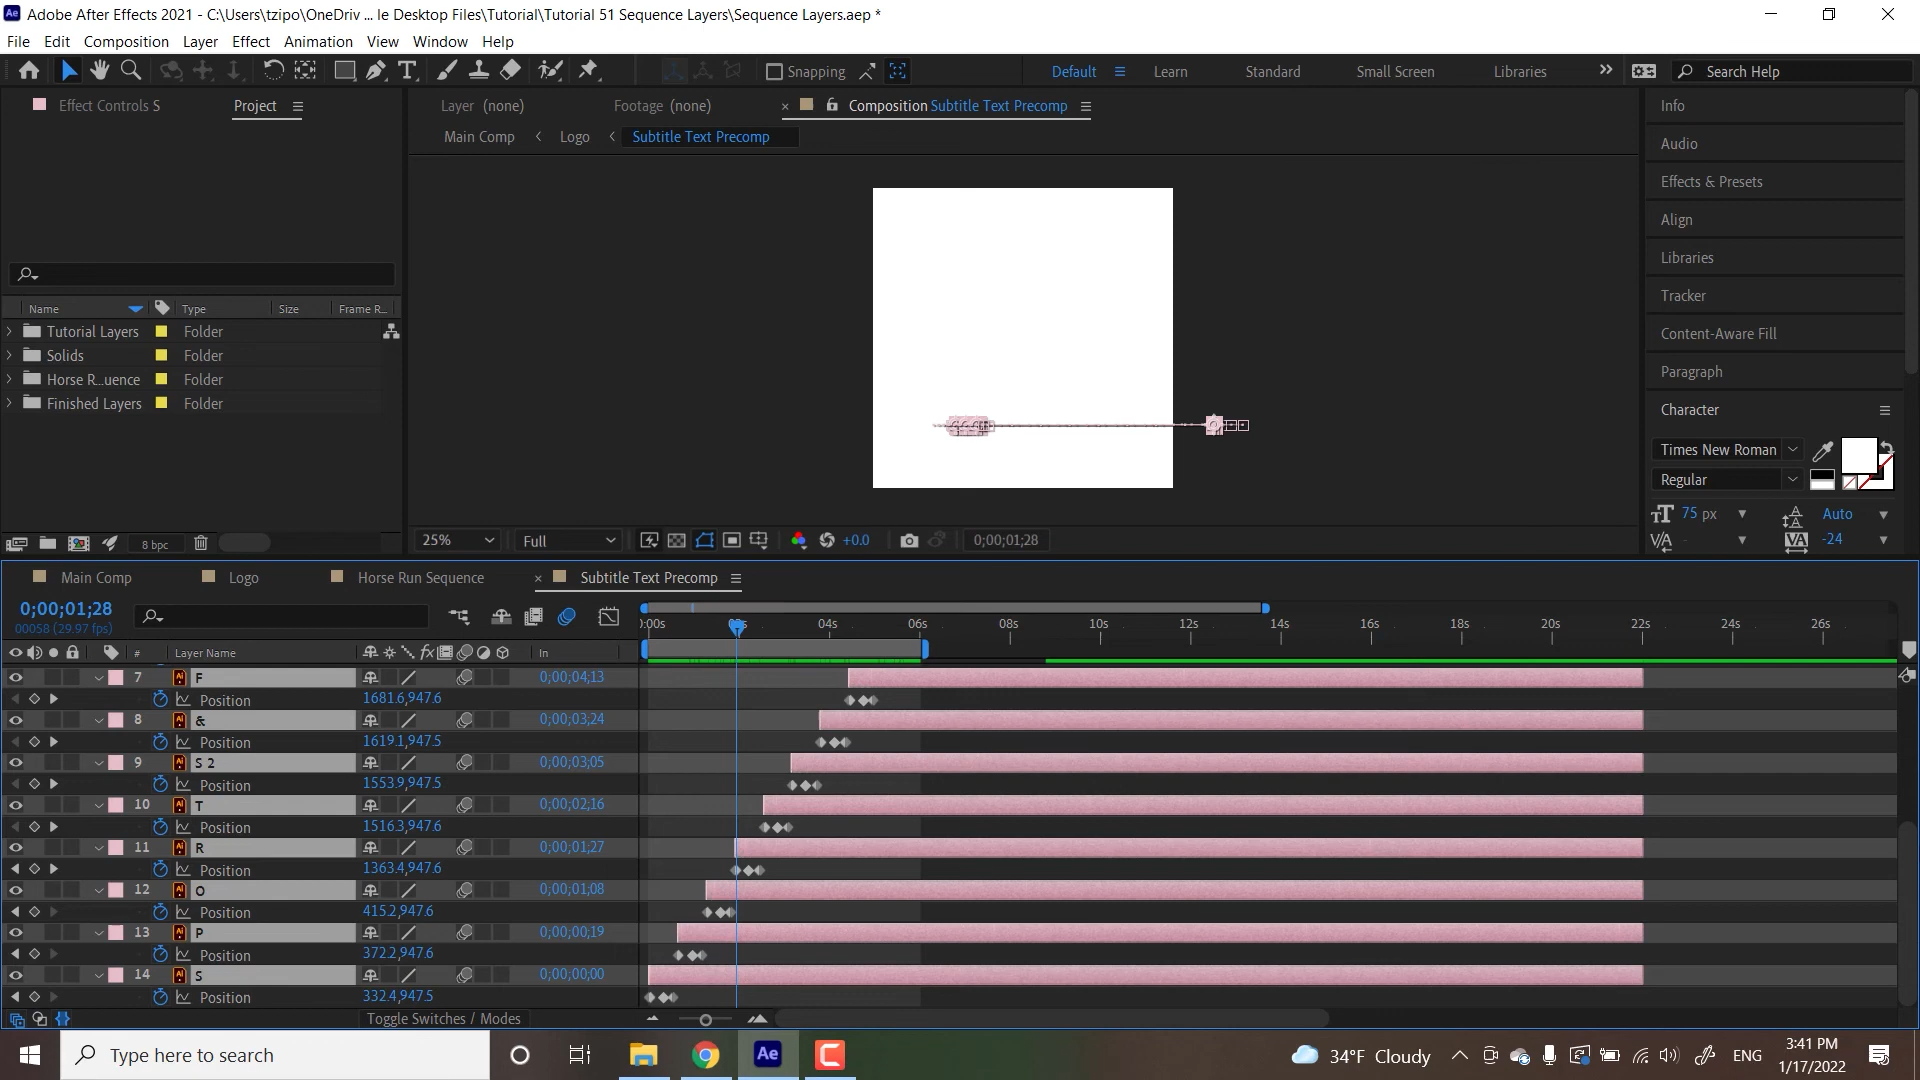 Adobe After Effects 2021 - C:\Users\tzipo\OneDriv ... le Desktop Files\Tutorial\Tutorial 51 Sequence Layers\Sequence Layers.aep *
File Edit Composition Layer Effect Animation View Window Help
Snapping Default Learn Standard Small Screen Libraries Search Help
Effect Controls S Project Layer (none) Footage (none) Composition Subtitle Text Precomp
Main Comp Logo Subtitle Text Precomp
Name Type Size Frame R...
Tutorial Layers Folder
Solids Folder
Horse R...uence Folder
Finished Layers Folder
8 bpc
25% Full +0.0 0;00;01;28
Info
Audio
Effects & Presets
Align
Libraries
Tracker
Content-Aware Fill
Paragraph
Character
Times New Roman
Regular
75 px Auto
- -24
Main Comp Logo Horse Run Sequence Subtitle Text Precomp
0;00;01;28
00058 (29.97 fps)
:00s 04s 06s 08s 10s 12s 14s 16s 18s 20s 22s 24s 26s
# Layer Name fx In
7 F 0;00;04;13
Position 1681.6,947.6
8 & 0;00;03;24
Position 1619.1,947.5
9 S 2 0;00;03;05
Position 1553.9,947.5
10 T 0;00;02;16
Position 1516.3,947.6
11 R 0;00;01;27
Position 1363.4,947.6
12 O 0;00;01;08
Position 415.2,947.6
13 P 0;00;00;19
Position 372.2,947.6
14 S 0;00;00;00
Position 332.4,947.5
Toggle Switches / Modes
Type here to search
Ae
34°F Cloudy
ENG
3:41 PM
1/17/2022